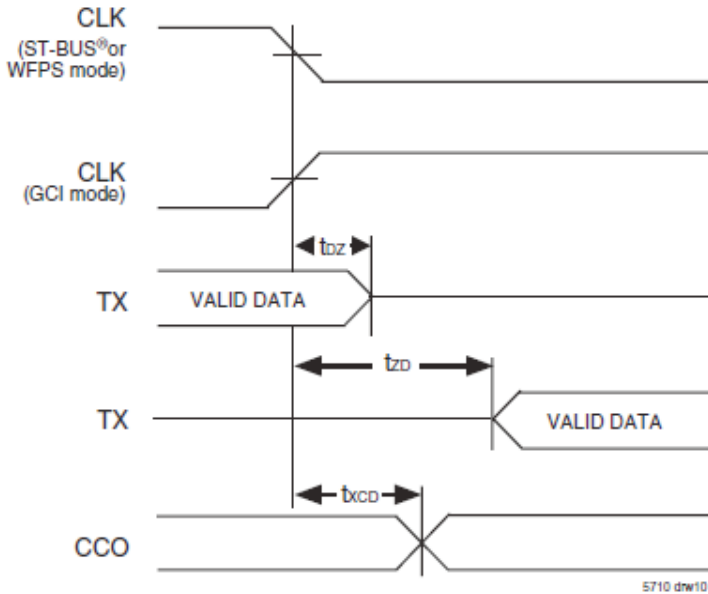 CLK
(ST-BUS®or
WFPS mode)
CLK
(GCI mode)
tDZ
TX
VALID DATA
tZD
TX
VALID DATA
tXCD
CCO
5710 drw10